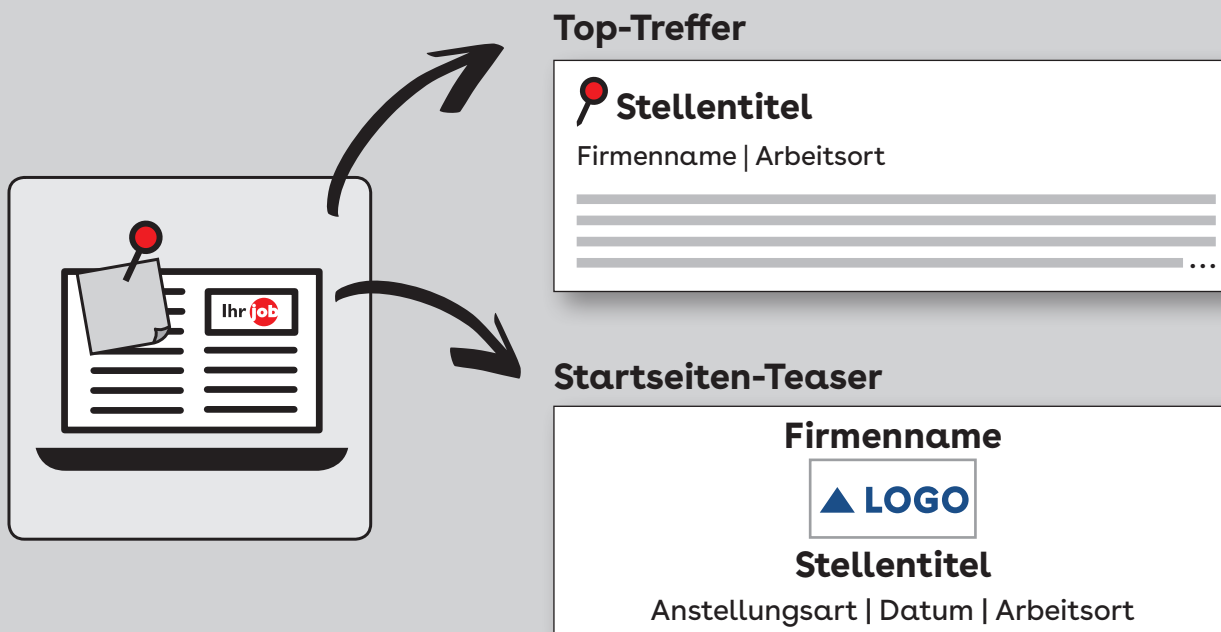 Top-Treffer
Stellentitel
Firmenname | Arbeitsort
...
Ihr job
Startseiten-Teaser
Firmenname
LOGO
Stellentitel
Anstellungsart | Datum | Arbeitsort